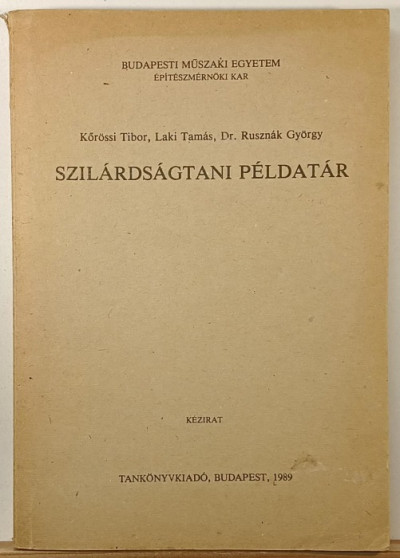 BUDAPESTI MŰSZAKI EGYETEM
ÉPÍTÉSZMÉRNÖKI KAR
Kőrössi Tibor, Laki Tamás, Dr. Rusznák György
SZILÁRDSÁGTANI PÉLDATÁR
KÉZIRAT
TANKÖNYVKIADÓ, BUDAPEST, 1989